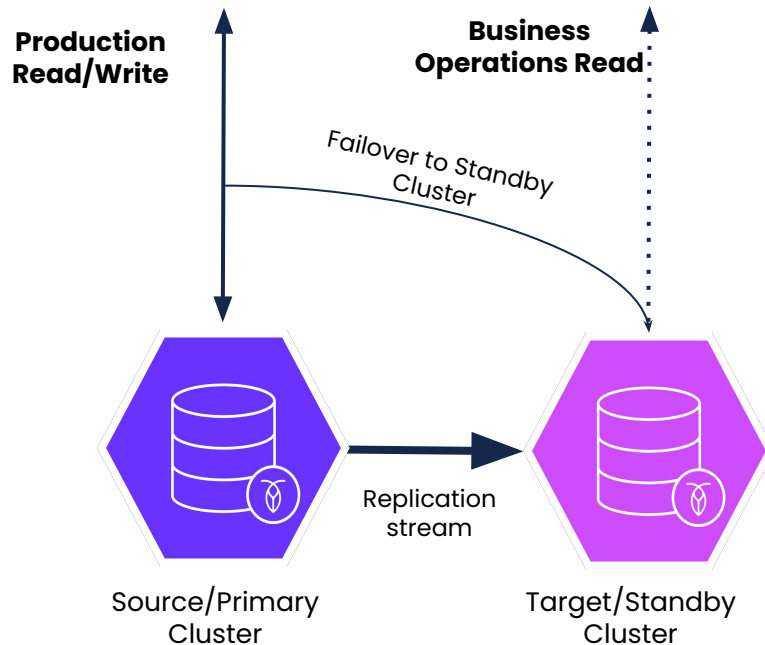 Production
Read/Write
Business
Operations Read
Failover to Standby
Cluster
Replication
stream
Source/Primary
Cluster
Target/Standby
Cluster